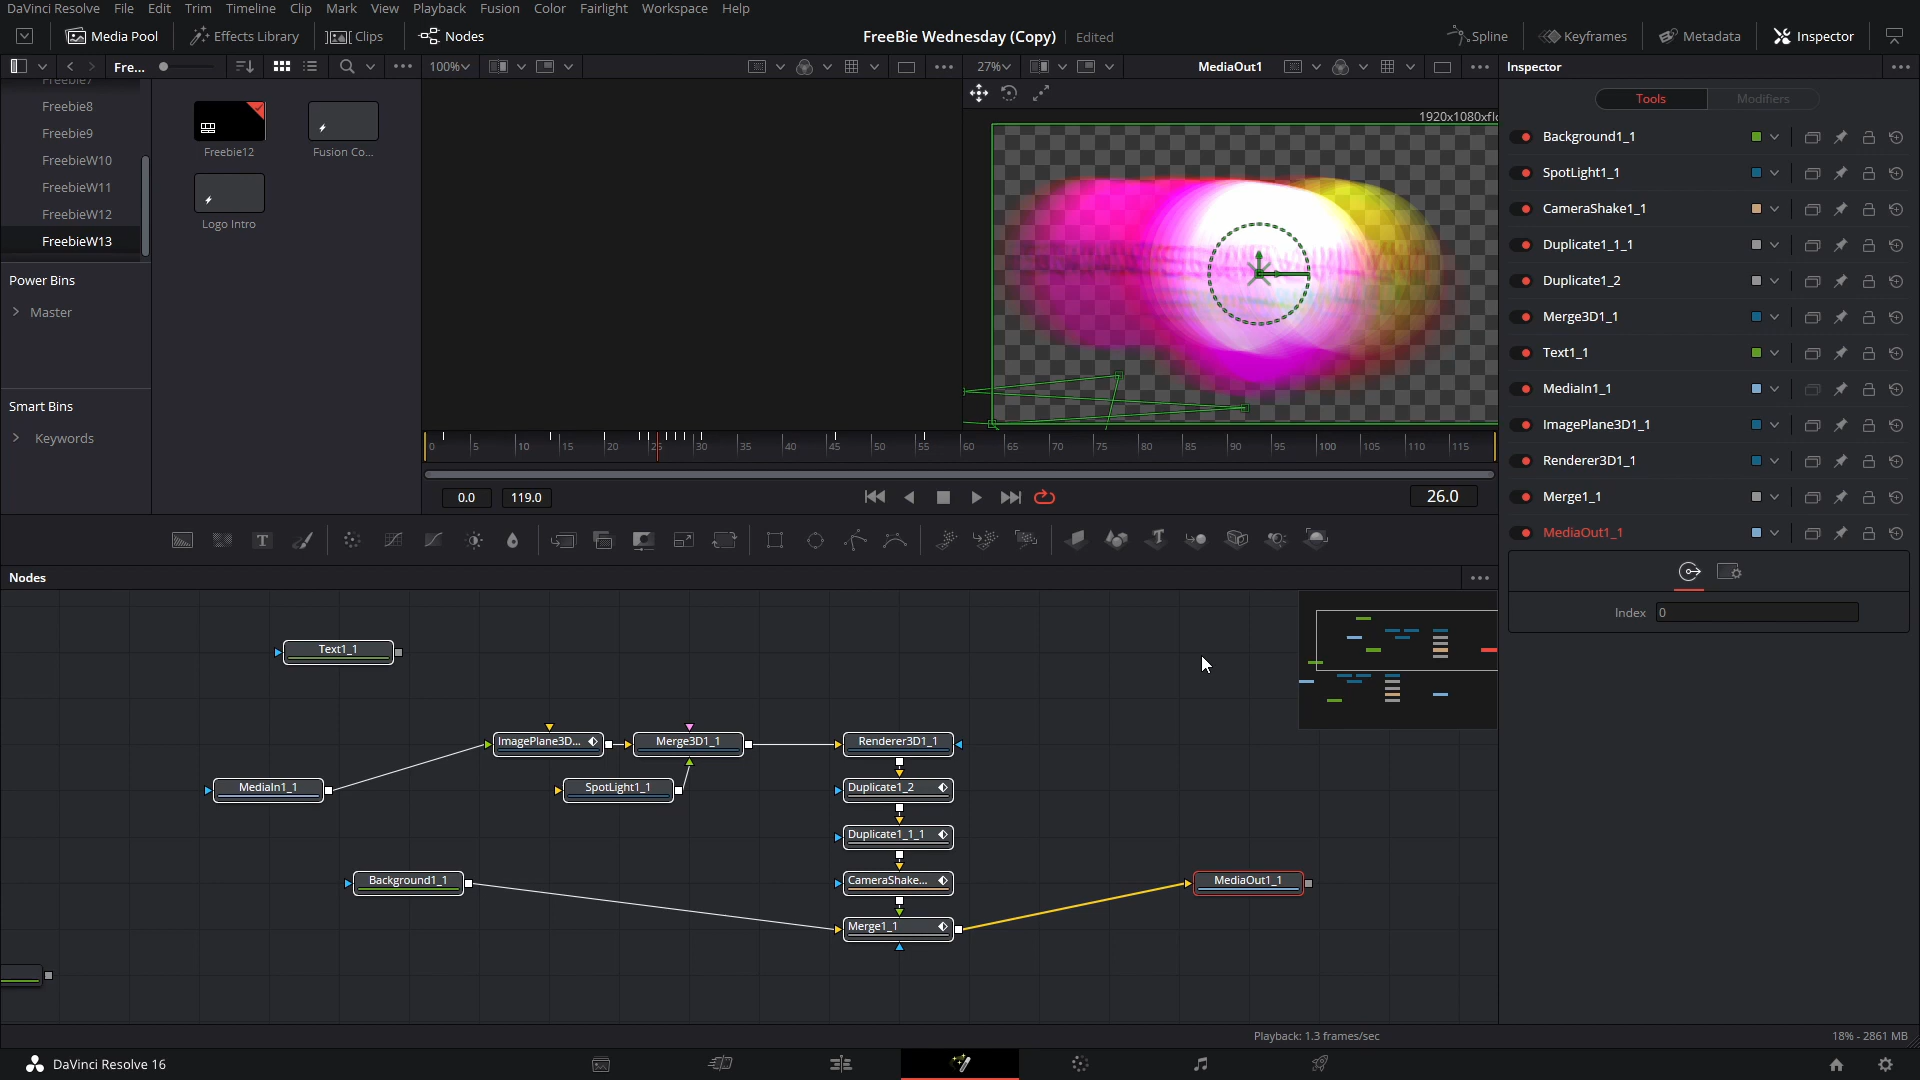 DaVinci Resolve File Edit Trim Timeline Clip Mark View Playback Fusion Color Fairlight Workspace Help
Media Pool Effects Library Clips Nodes FreeBie Wednesday (Copy) Edited Spline Keyframes Metadata Inspector
Fre... 100% 27% MediaOut1 Inspector
Tools Modifiers
Freebie7
Freebie8
Freebie9
FreebieW10
FreebieW11
FreebieW12
FreebieW13
Power Bins
Master
Smart Bins
Keywords
Freebie12 Fusion Co...
Logo Intro
1920x1080xflo
0 5 10 15 20 25 30 35 40 45 50 55 60 65 70 75 80 85 90 95 100 105 110 115
0.0 119.0 26.0
Background1_1
SpotLight1_1
CameraShake1_1
Duplicate1_1_1
Duplicate1_2
Merge3D1_1
Text1_1
MediaIn1_1
ImagePlane3D1_1
Renderer3D1_1
Merge1_1
MediaOut1_1
Index 0
Nodes
Text1_1
ImagePlane3D... Merge3D1_1 Renderer3D1_1
MediaIn1_1 SpotLight1_1 Duplicate1_2
Duplicate1_1_1
Background1_1 CameraShake... MediaOut1_1
Merge1_1
Playback: 1.3 frames/sec 18% - 2861 MB
DaVinci Resolve 16